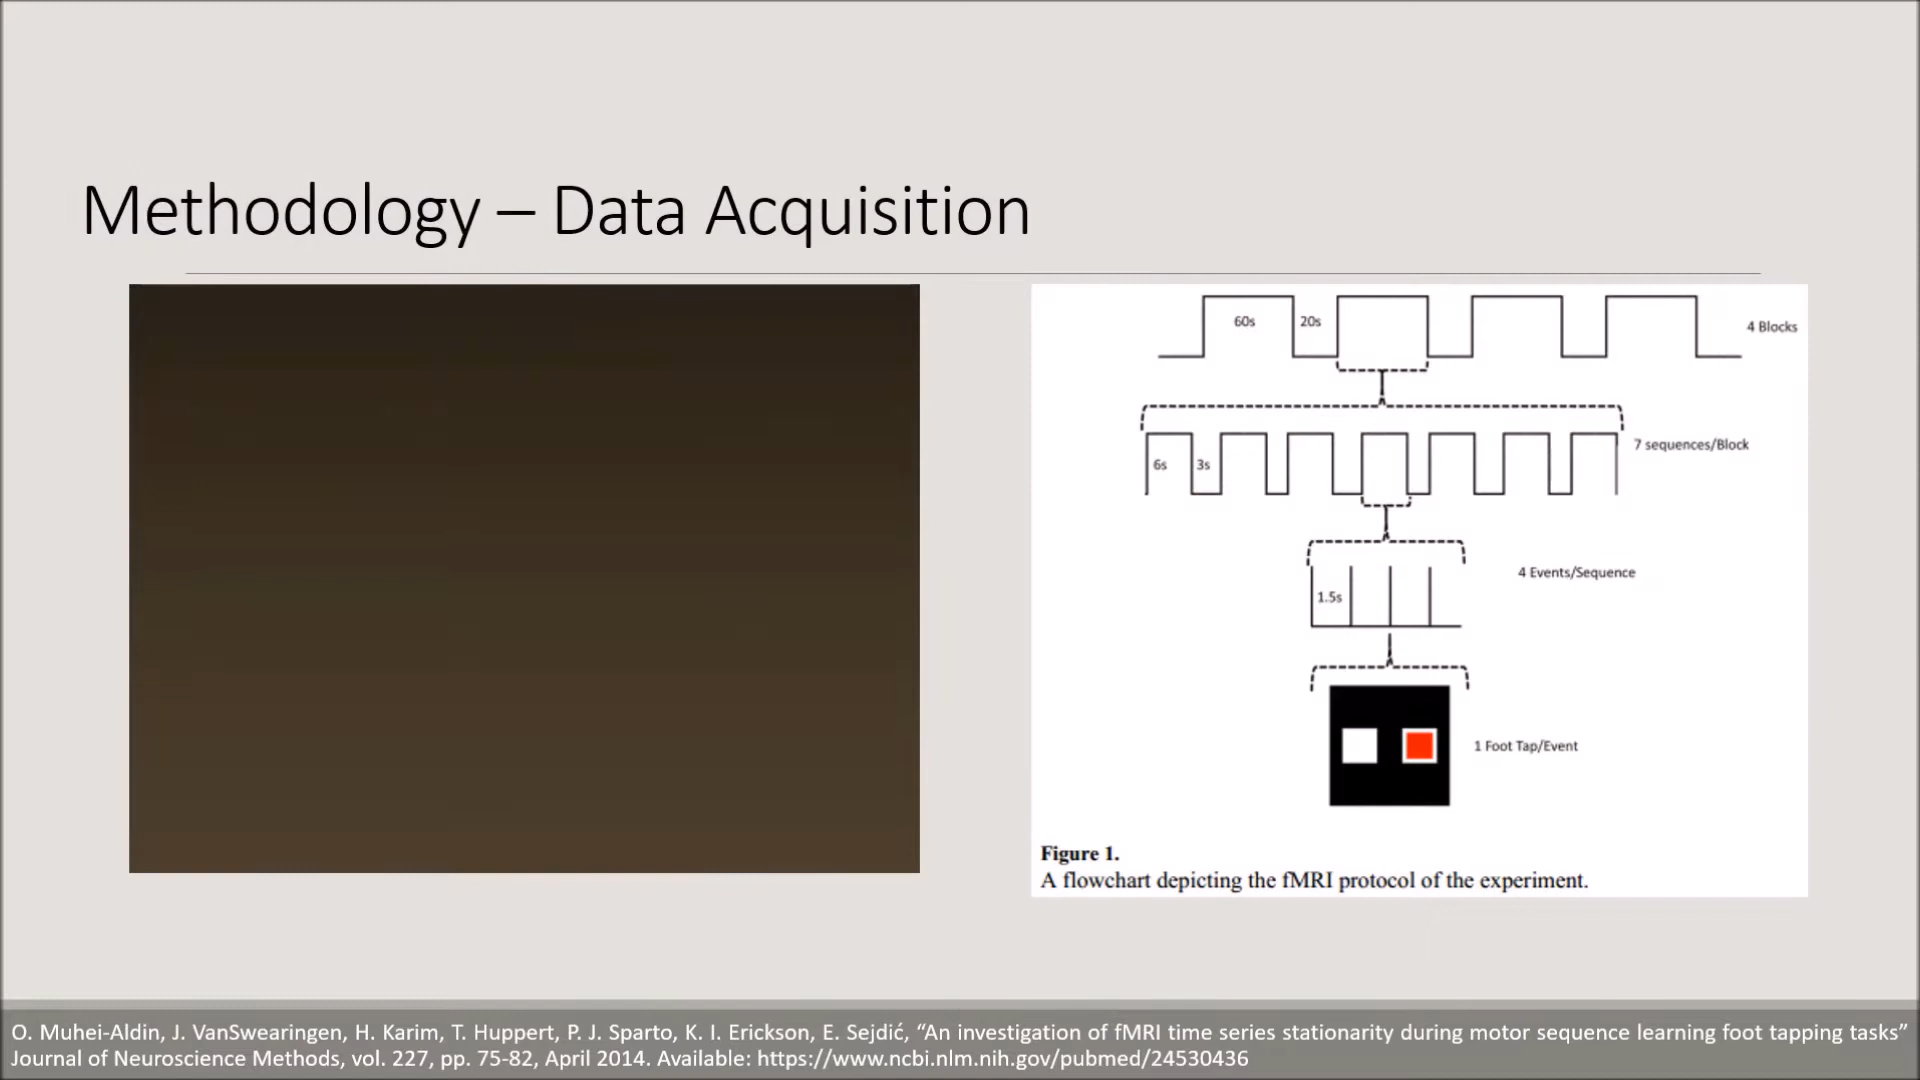 Methodology – Data Acquisition
60s
20s
4 Blocks
7 sequences/Block
6s
3s
4 Events/Sequence
1.5s
1 Foot Tap/Event
Figure 1.
A flowchart depicting the fMRI protocol of the experiment.
O. Muhei-Aldin, J. VanSwearingen, H. Karim, T. Huppert, P. J. Sparto, K. I. Erickson, E. Sejdić, “An investigation of fMRI time series stationarity during motor sequence learning foot tapping tasks”
Journal of Neuroscience Methods, vol. 227, pp. 75-82, April 2014. Available: https://www.ncbi.nlm.nih.gov/pubmed/24530436